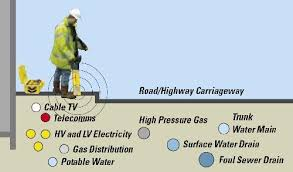 Road/Highway Carriageway
Cable TV
Telecomms
High Pressure Gas
Trunk
Water Main
HV and LV Electricity
Gas Distribution
Surface Water Drain
Potable Water
Foul Sewer Drain